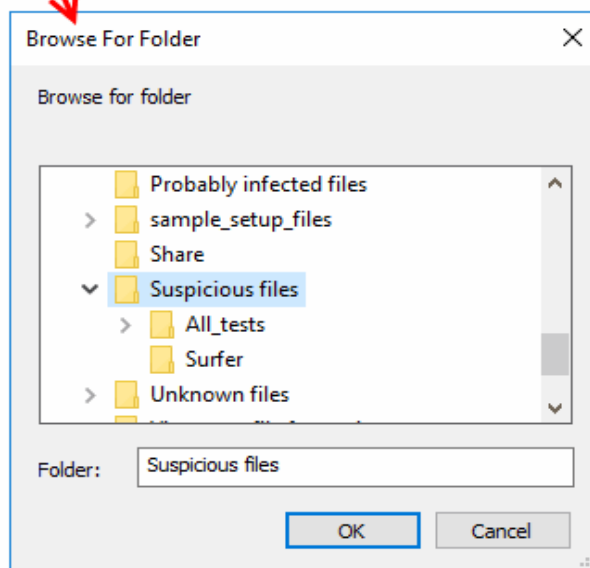 Browse For Folder
Browse for folder
Probably infected files
sample_setup_files
Share
Suspicious files
All_tests
Surfer
Unknown files
Folder:
Suspicious files
OK
Cancel